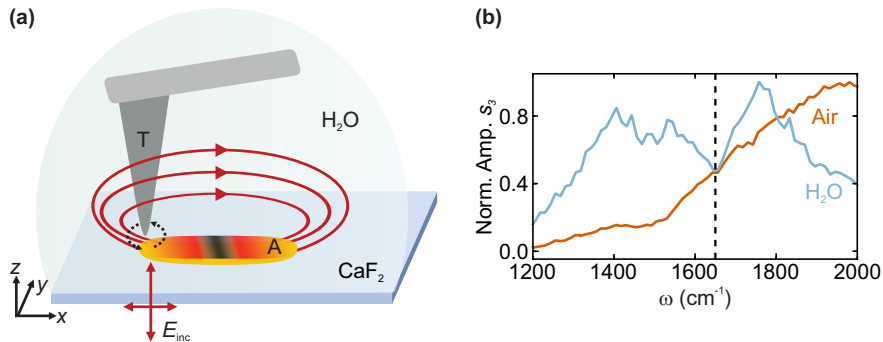 (a)
T
H₂O
A
CaF₂
z
y
x
E_inc
(b)
Norm. Amp. s₃
0.8
0.4
0.0
Air
H₂O
1200
1400
1600
1800
2000
ω (cm⁻¹)